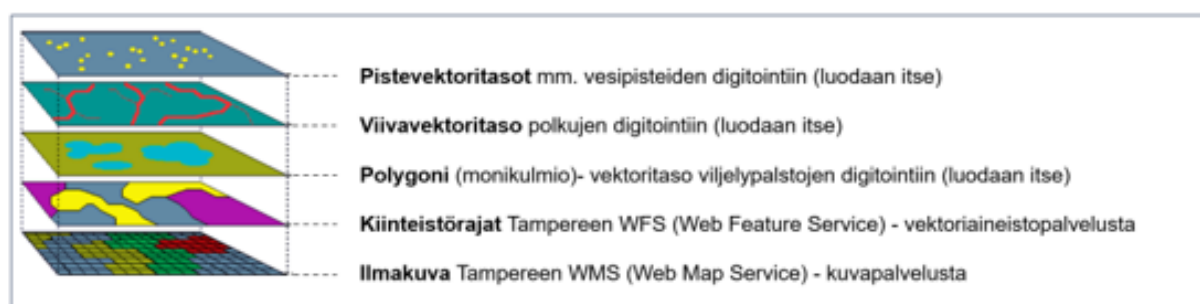 Pistevektoritasot mm. vesipisteiden digitointiin (luodaan itse)
Viivavektoritaso polkujen digitointiin (luodaan itse)
Polygoni (monikulmio)- vektoritaso viljelypalstojen digitointiin (luodaan itse)
Kiinteistörajat Tampereen WFS (Web Feature Service) - vektoriaineistopalvelusta
Ilmakuva Tampereen WMS (Web Map Service) - kuvapalvelusta